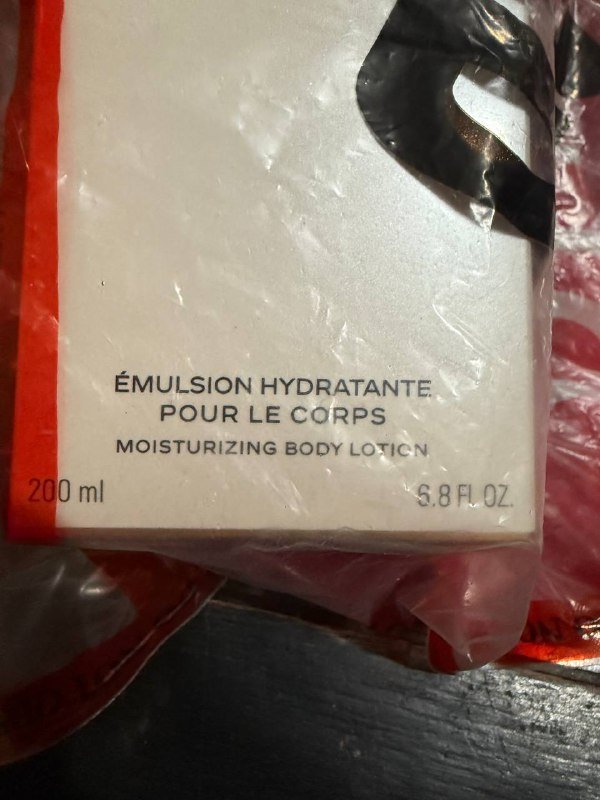 ÉMULSION HYDRATANTE
POUR LE CORPS
MOISTURIZING BODY LOTION
200 ml
6.8 FL OZ.